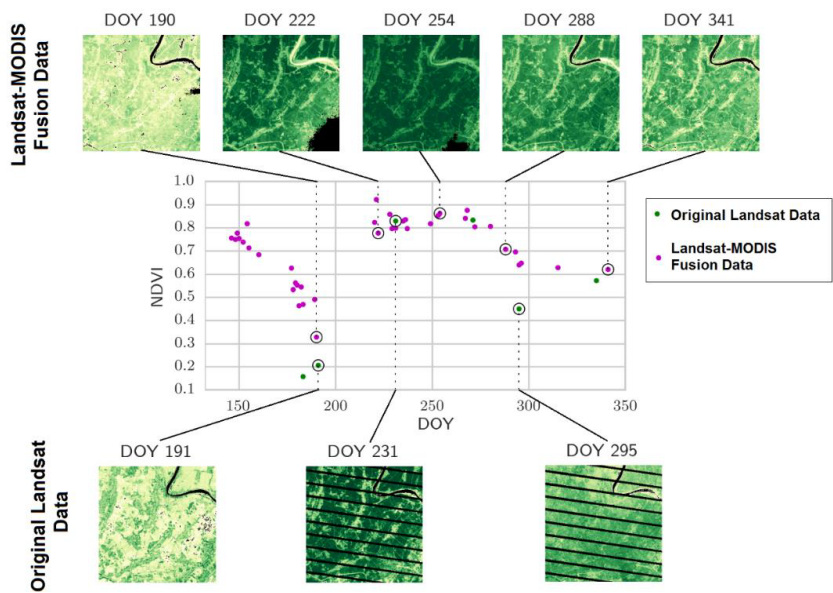 Landsat-MODIS
Fusion Data
DOY 190
DOY 222
DOY 254
DOY 288
DOY 341
1.0
0.9
0.8
0.7
0.6
0.5
0.4
0.3
0.2
0.1
NDVI
150
200
250
300
350
DOY
Original Landsat Data
Landsat-MODIS
Fusion Data
Original Landsat
Data
DOY 191
DOY 231
DOY 295